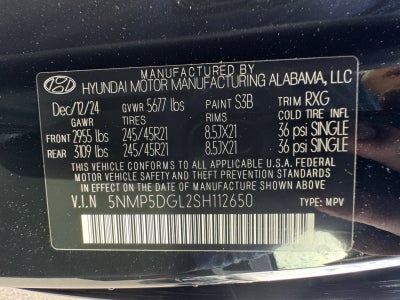 MANUFACTURED BY
HYUNDAI MOTOR MANUFACTURING ALABAMA, LLC
Dec/12/24 GVWR 5677 lbs PAINT S3B TRIM RXG
GAWR TIRES RIMS COLD TIRE INFL
FRONT 2955 lbs 245/45R21 8.5JX21 36 psi SINGLE
REAR 3109 lbs 245/45R21 8.5JX21 36 psi SINGLE
THIS VEHICLE CONFORMS TO ALL APPLICABLE U.S.A. FEDERAL
MOTOR VEHICLE SAFETY, BUMPER, AND THEFT PREVENTION STANDARDS
IN EFFECT ON THE DATE OF MANUFACTURE SHOWN ABOVE.
V.I.N 5NMP5DGL2SH112650 TYPE: MPV